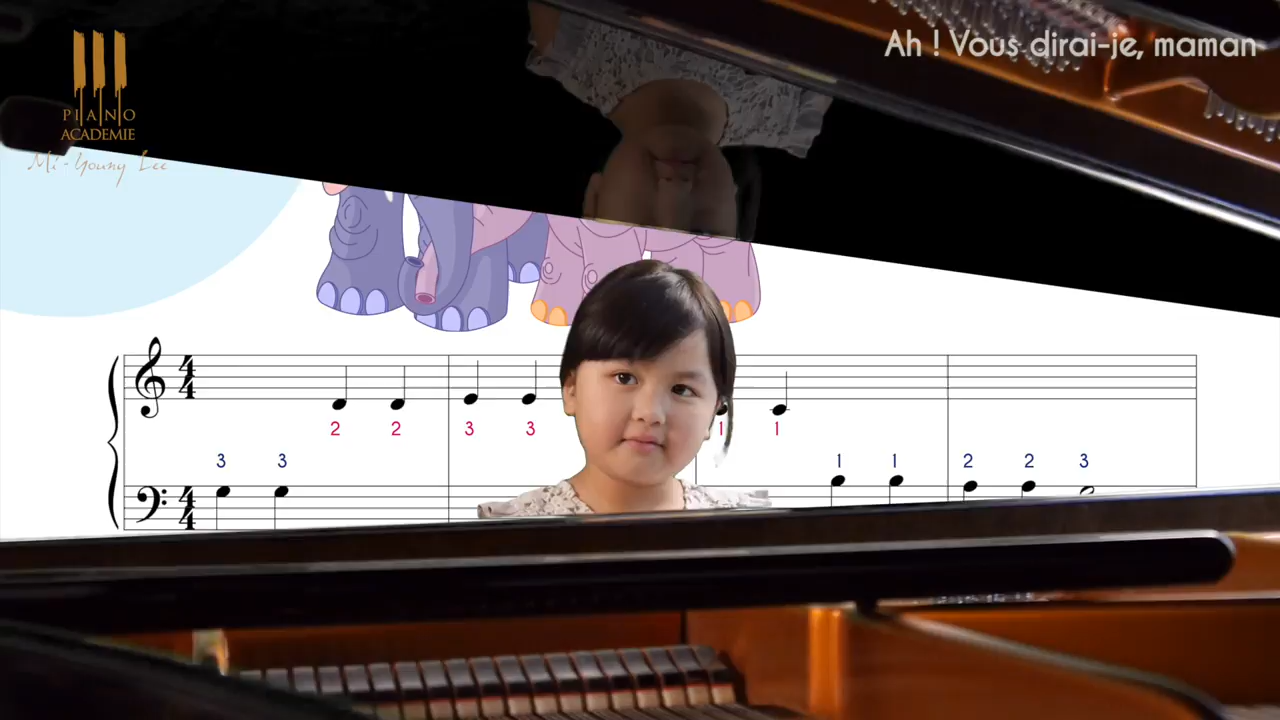 PIANO
ACADEMIE
Mi-Young Lee
Ah ! Vous dirai-je, maman
4 4
2 2 3 3 1 1
3 3 1 1 2 2 3
4 4